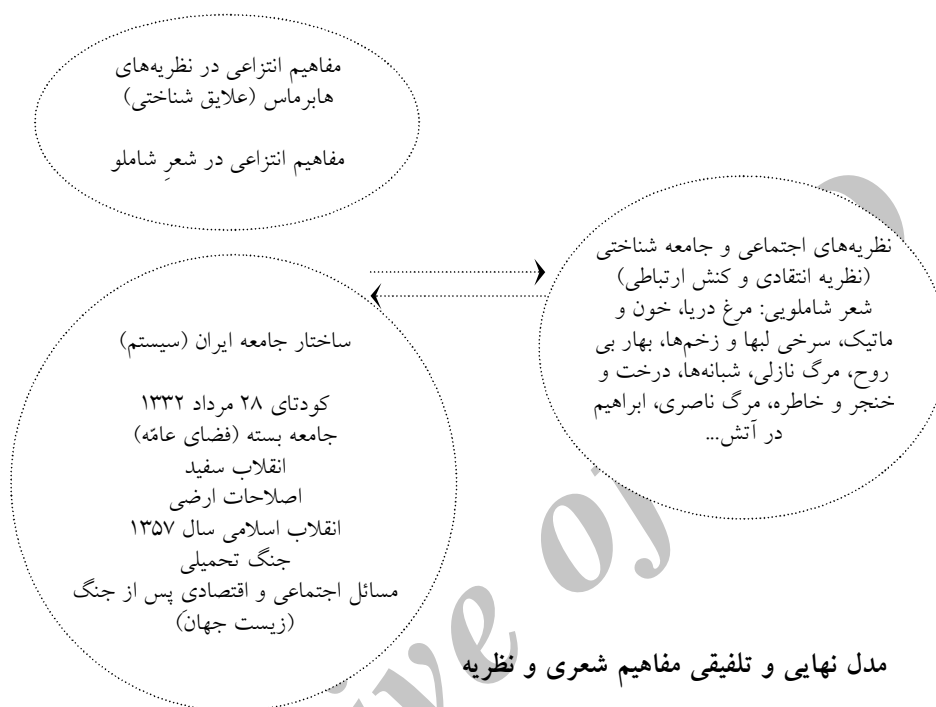 مفاهیم انتزاعی در نظریه‌های
هابرماس (علایق شناختی)
مفاهیم انتزاعی در شعرِ شاملو
نظریه‌های اجتماعی و جامعه شناختی
(نظریه انتقادی و کنش ارتباطی)
شعر شاملویی: مرغ دریا، خون و
ماتیک، سرخی لبها و زخم‌ها، بهار بی
روح، مرگ نازلی، شبانه‌ها، درخت و
خنجر و خاطره، مرگ ناصری، ابراهیم
در آتش...
ساختار جامعه ایران (سیستم)
کودتای ۲۸ مرداد ۱۳۳۲
جامعه بسته (فضای عامّه)
انقلاب سفید
اصلاحات ارضی
انقلاب اسلامی سال ۱۳۵۷
جنگ تحمیلی
مسائل اجتماعی و اقتصادی پس از جنگ
(زیست جهان)
مدل نهایی و تلفیقی مفاهیم شعری و نظریه